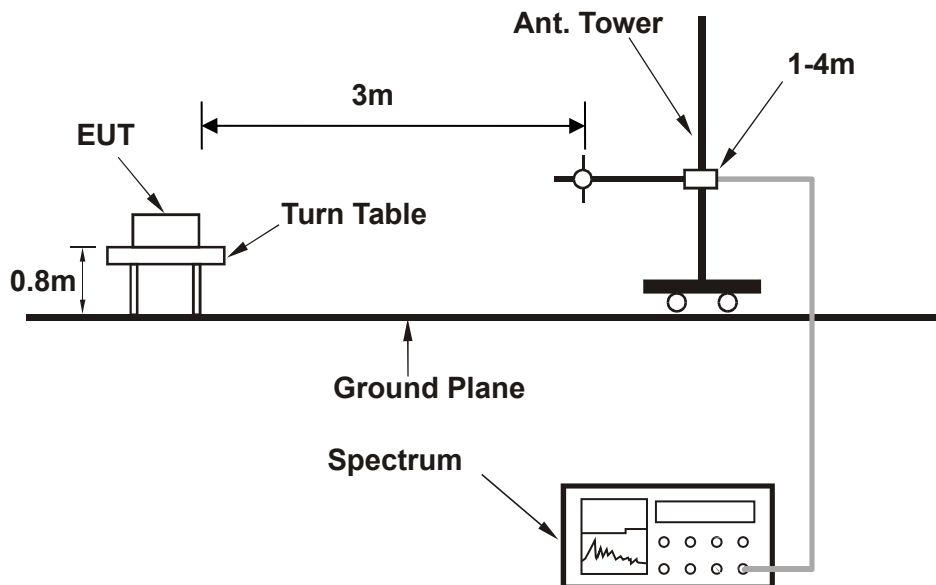 Ant. Tower
1-4m
3m
EUT
Turn Table
0.8m
Ground Plane
Spectrum